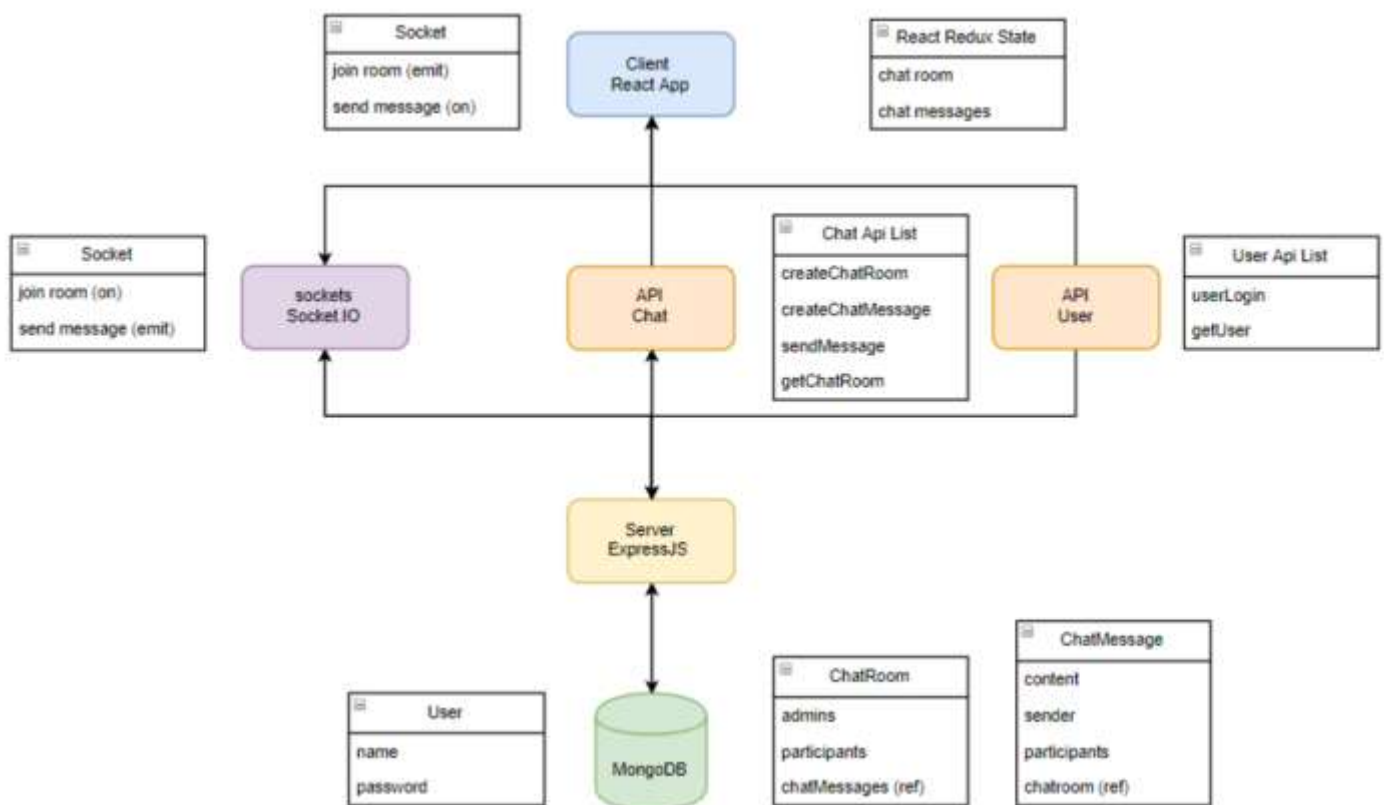 Socket
join room (emit)
send message (on)
Client
React App
React Redux State
chat room
chat messages
Socket
join room (on)
send message (emit)
sockets
Socket.IO
API
Chat
Chat Api List
createChatRoom
createChatMessage
sendMessage
getChatRoom
API
User
User Api List
userLogin
getUser
Server
ExpressJS
User
name
password
MongoDB
ChatRoom
admins
participants
chatMessages (ref)
ChatMessage
content
sender
participants
chatroom (ref)